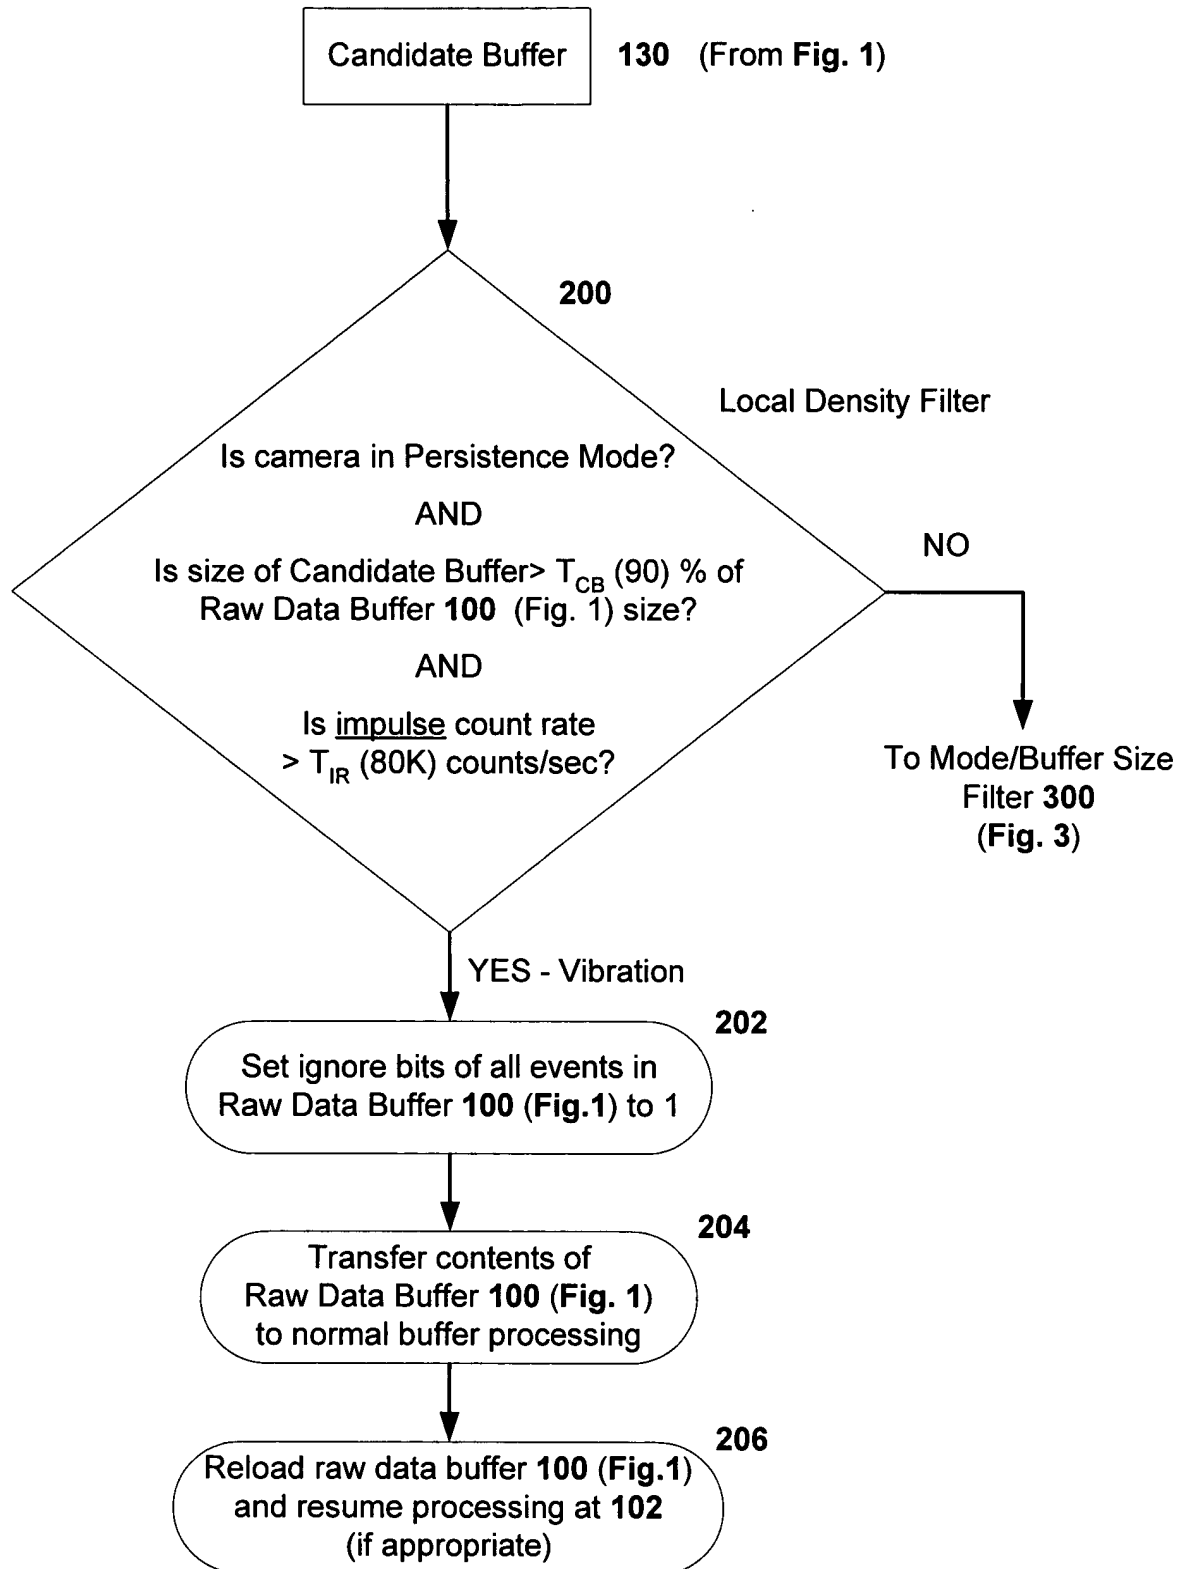 Candidate Buffer 130 (From Fig. 1)
200
Local Density Filter
Is camera in Persistence Mode?
AND
NO
Is size of Candidate Buffer> TCB (90) % of
Raw Data Buffer 100 (Fig. 1) size?
AND
Is impulse count rate
> TIR (80K) counts/sec?
To Mode/Buffer Size
Filter 300
(Fig. 3)
YES - Vibration
202
Set ignore bits of all events in
Raw Data Buffer 100 (Fig.1) to 1
204
Transfer contents of
Raw Data Buffer 100 (Fig. 1)
to normal buffer processing
206
Reload raw data buffer 100 (Fig.1)
and resume processing at 102
(if appropriate)